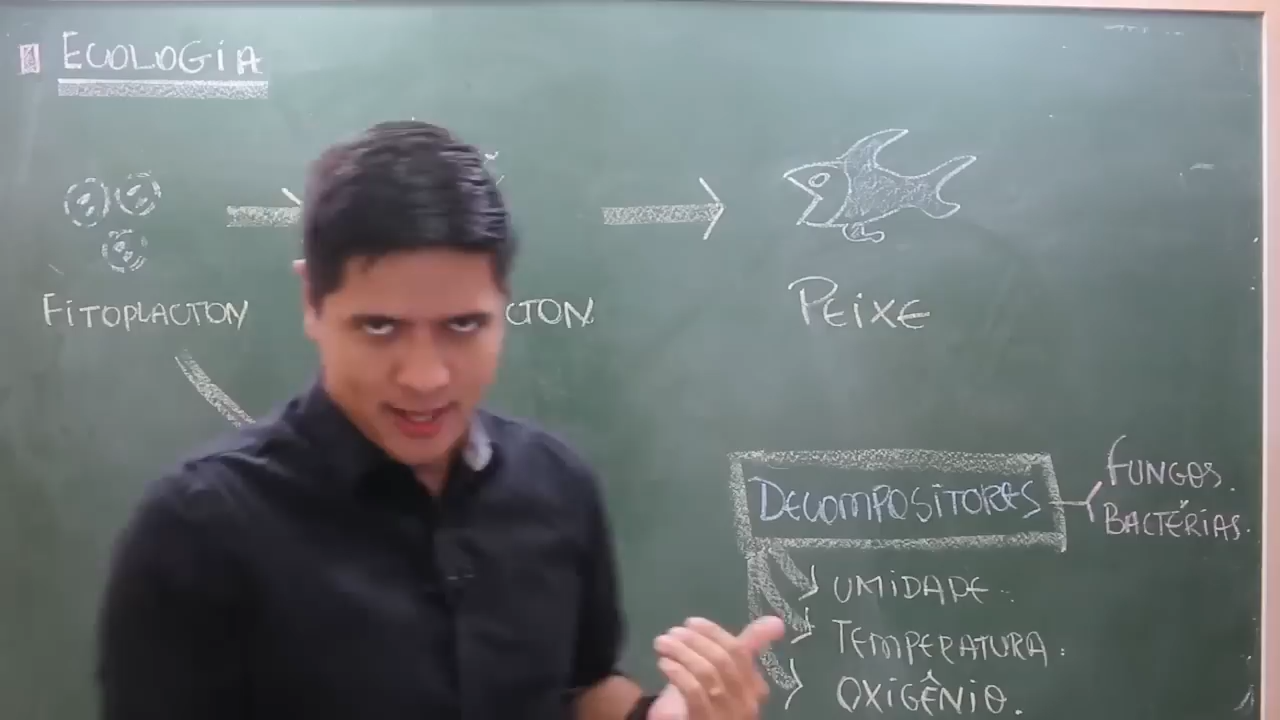 ECOLOGIA
FITOPLACTON
CTON
PEIXE
DECOMPOSITORES
FUNGOS.
BACTÉRIAS.
UMIDADE.
TEMPERATURA.
OXIGÊNIO.